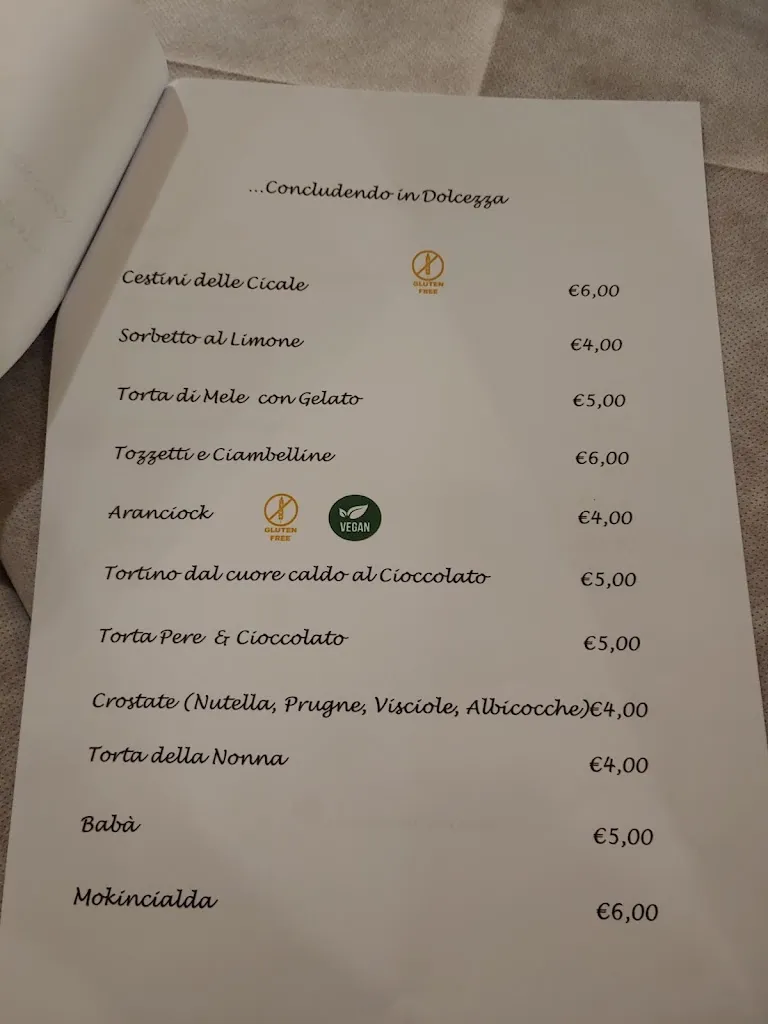 ...Concludendo in Dolcezza
Cestini delle Cicale GLUTEN FREE €6,00
Sorbetto al Limone €4,00
Torta di Mele con Gelato €5,00
Tozzetti e Ciambelline €6,00
Aranciock GLUTEN FREE VEGAN €4,00
Tortino dal cuore caldo al Cioccolato €5,00
Torta Pere & Cioccolato €5,00
Crostate (Nutella, Prugne, Visciole, Albicocche)€4,00
Torta della Nonna €4,00
Babà €5,00
Mokincialda €6,00